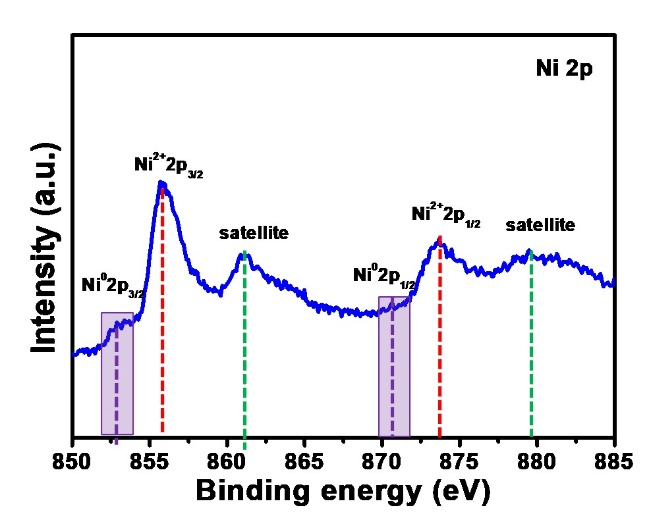 Ni 2p
Ni²⁺2p₃/₂
satellite
Ni⁰2p₃/₂
Ni²⁺2p₁/₂
satellite
Ni⁰2p₁/₂
Intensity (a.u.)
850 855 860 865 870 875 880 885
Binding energy (eV)